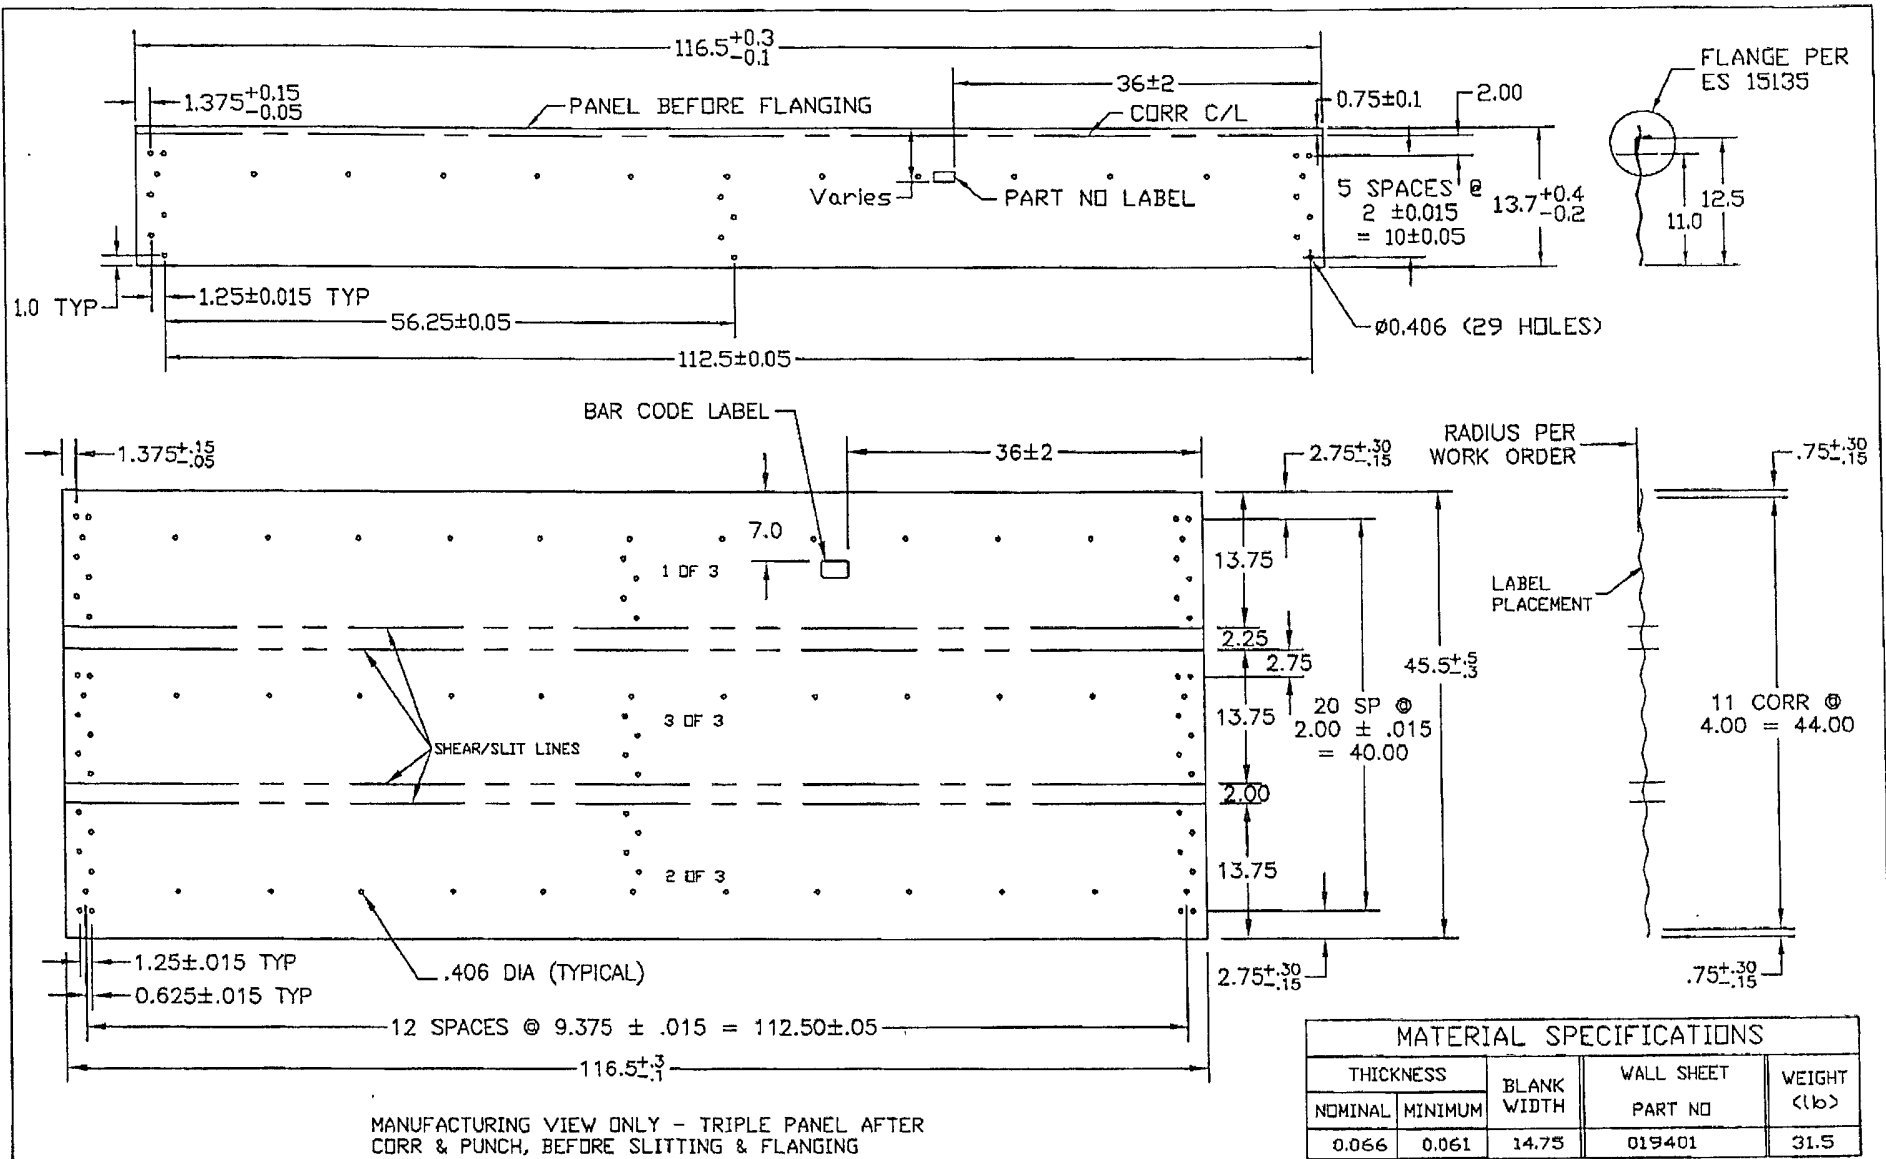 116.5+0.3 -0.1
36±2
FLANGE PER
ES 15135
1.375+0.15 -0.05
PANEL BEFORE FLANGING
CORR C/L
0.75±0.1
2.00
Varies
PART NO LABEL
5 SPACES @
2 ±0.015
= 10±0.05
13.7+0.4 -0.2
11.0
12.5
1.0 TYP
1.25±0.015 TYP
56.25±0.05
Ø0.406 (29 HOLES)
112.5±0.05
BAR CODE LABEL
1.375+.15 -.05
36±2
2.75+.30 -.15
RADIUS PER
WORK ORDER
.75+.30 -.15
7.0
1 OF 3
13.75
LABEL
PLACEMENT
2.25
2.75
45.5+.5 -.3
3 OF 3
13.75
20 SP @
2.00 ± .015
= 40.00
11 CORR @
4.00 = 44.00
SHEAR/SLIT LINES
2.00
2 OF 3
13.75
1.25±.015 TYP
.406 DIA (TYPICAL)
2.75+.30 -.15
.75+.30 -.15
0.625±.015 TYP
12 SPACES @ 9.375 ± .015 = 112.50±.05
116.5+.3 -.1
MANUFACTURING VIEW ONLY - TRIPLE PANEL AFTER
CORR & PUNCH, BEFORE SLITTING & FLANGING
MATERIAL SPECIFICATIONS
THICKNESS
BLANK
WIDTH
WALL SHEET
PART NO
WEIGHT
(lb)
NOMINAL MINIMUM
0.066 0.061 14.75 019401 31.5